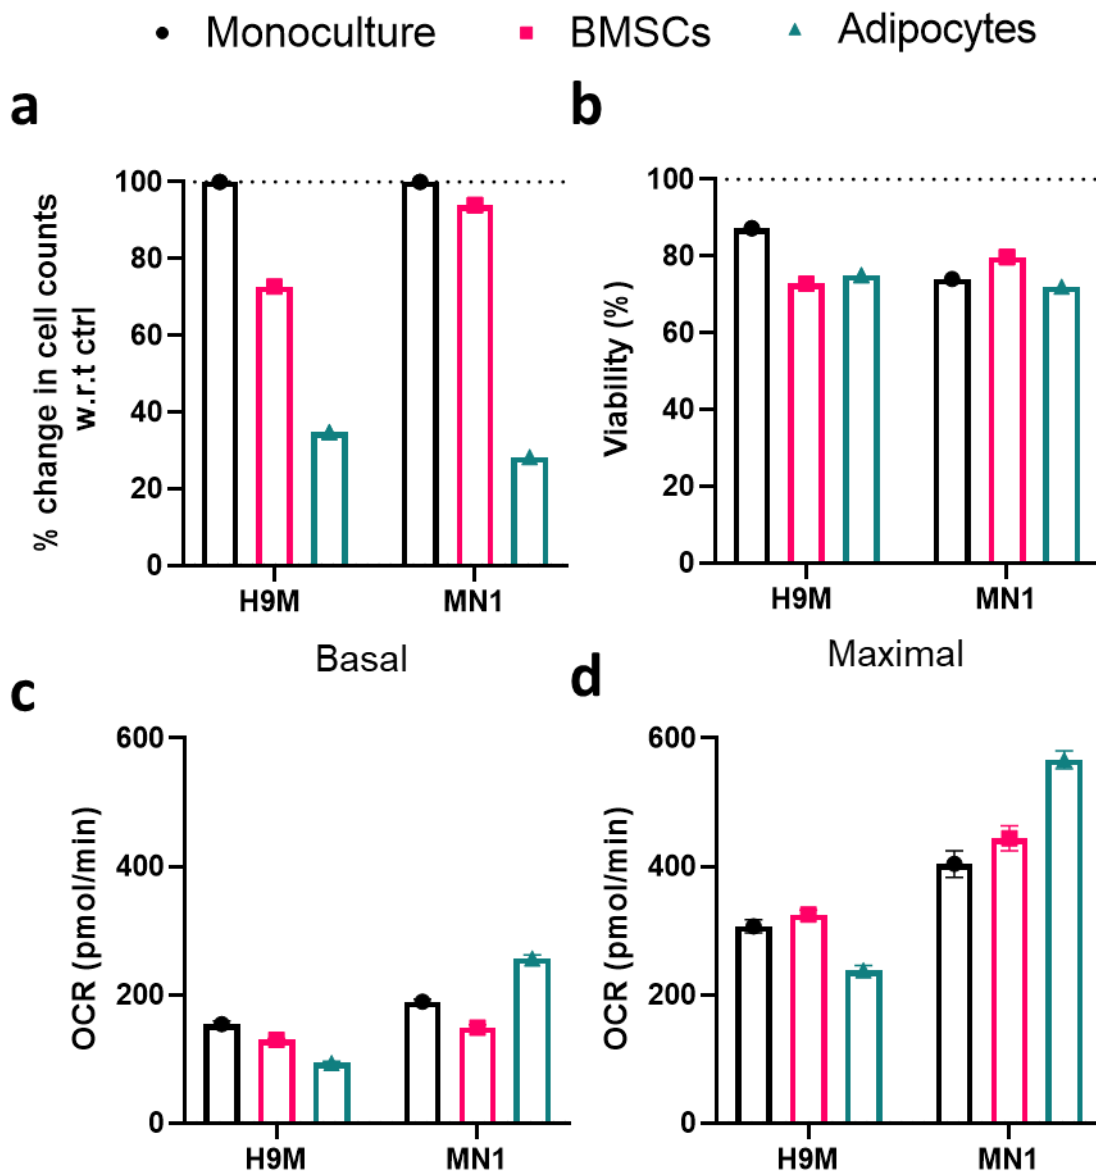 Monoculture BMSCs Adipocytes
a
b
% change in cell counts
w.r.t ctrl
100
80
60
40
20
0
H9M MN1
Viability (%)
100
80
60
40
20
0
H9M MN1
c
Basal
OCR (pmol/min)
600
400
200
0
H9M MN1
d
Maximal
OCR (pmol/min)
600
400
200
0
H9M MN1